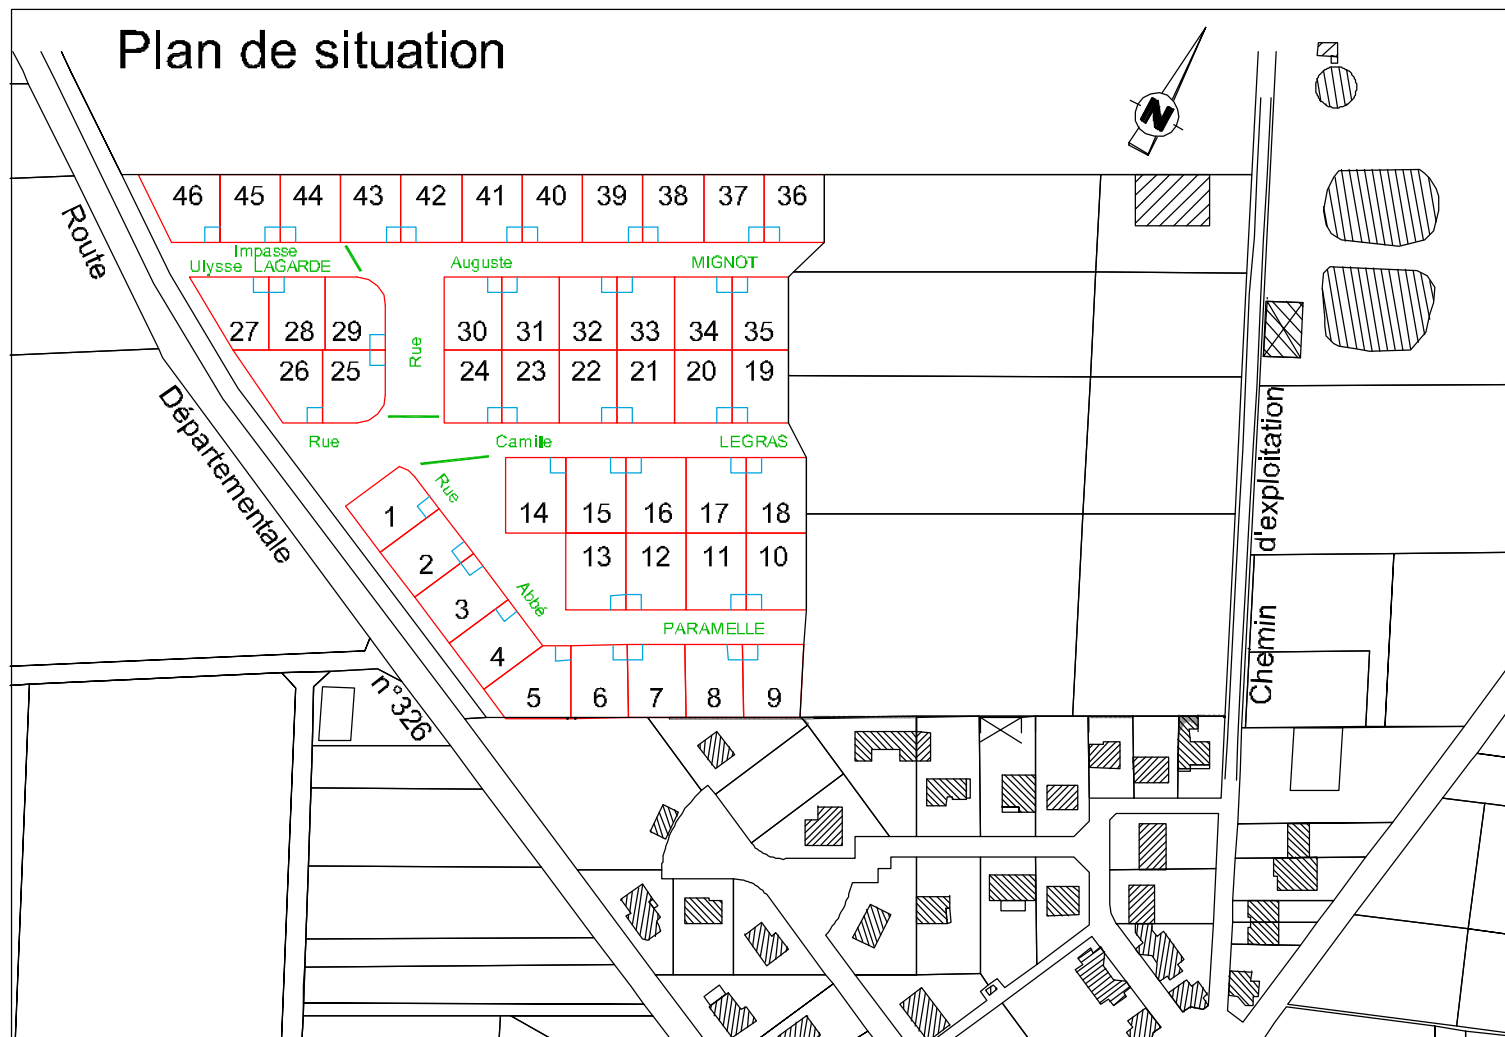 Plan de situation
N
46 45 44 43 42 41 40 39 38 37 36
Route
Impasse
Ulysse LAGARDE
Auguste
MIGNOT
27 28 29
Rue
30 31 32 33 34 35
26 25
24 23 22 21 20 19
Départementale
Rue
Camille
LEGRAS
d'exploitation
Rue
1
14 15 16 17 18
2
13 12 11 10
3
Abbé
PARAMELLE
4
Chemin
n°326
5 6 7 8 9